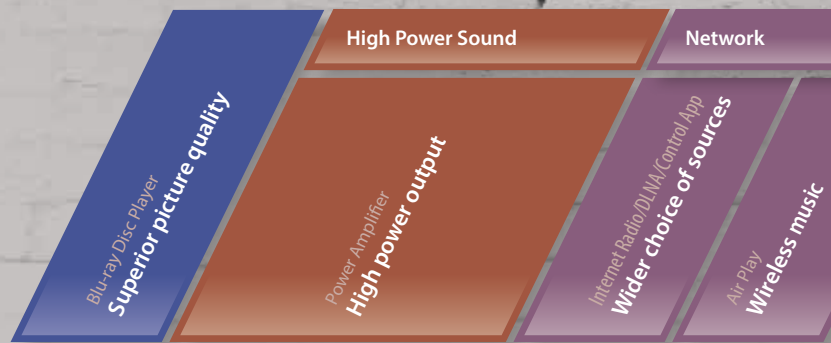 High Power Sound
Network
Blu-ray Disc Player
Superior picture quality
Power Amplifier
High power output
Internet Radio/DLNA/Control App
Wider choice of sources
Air Play
Wireless music